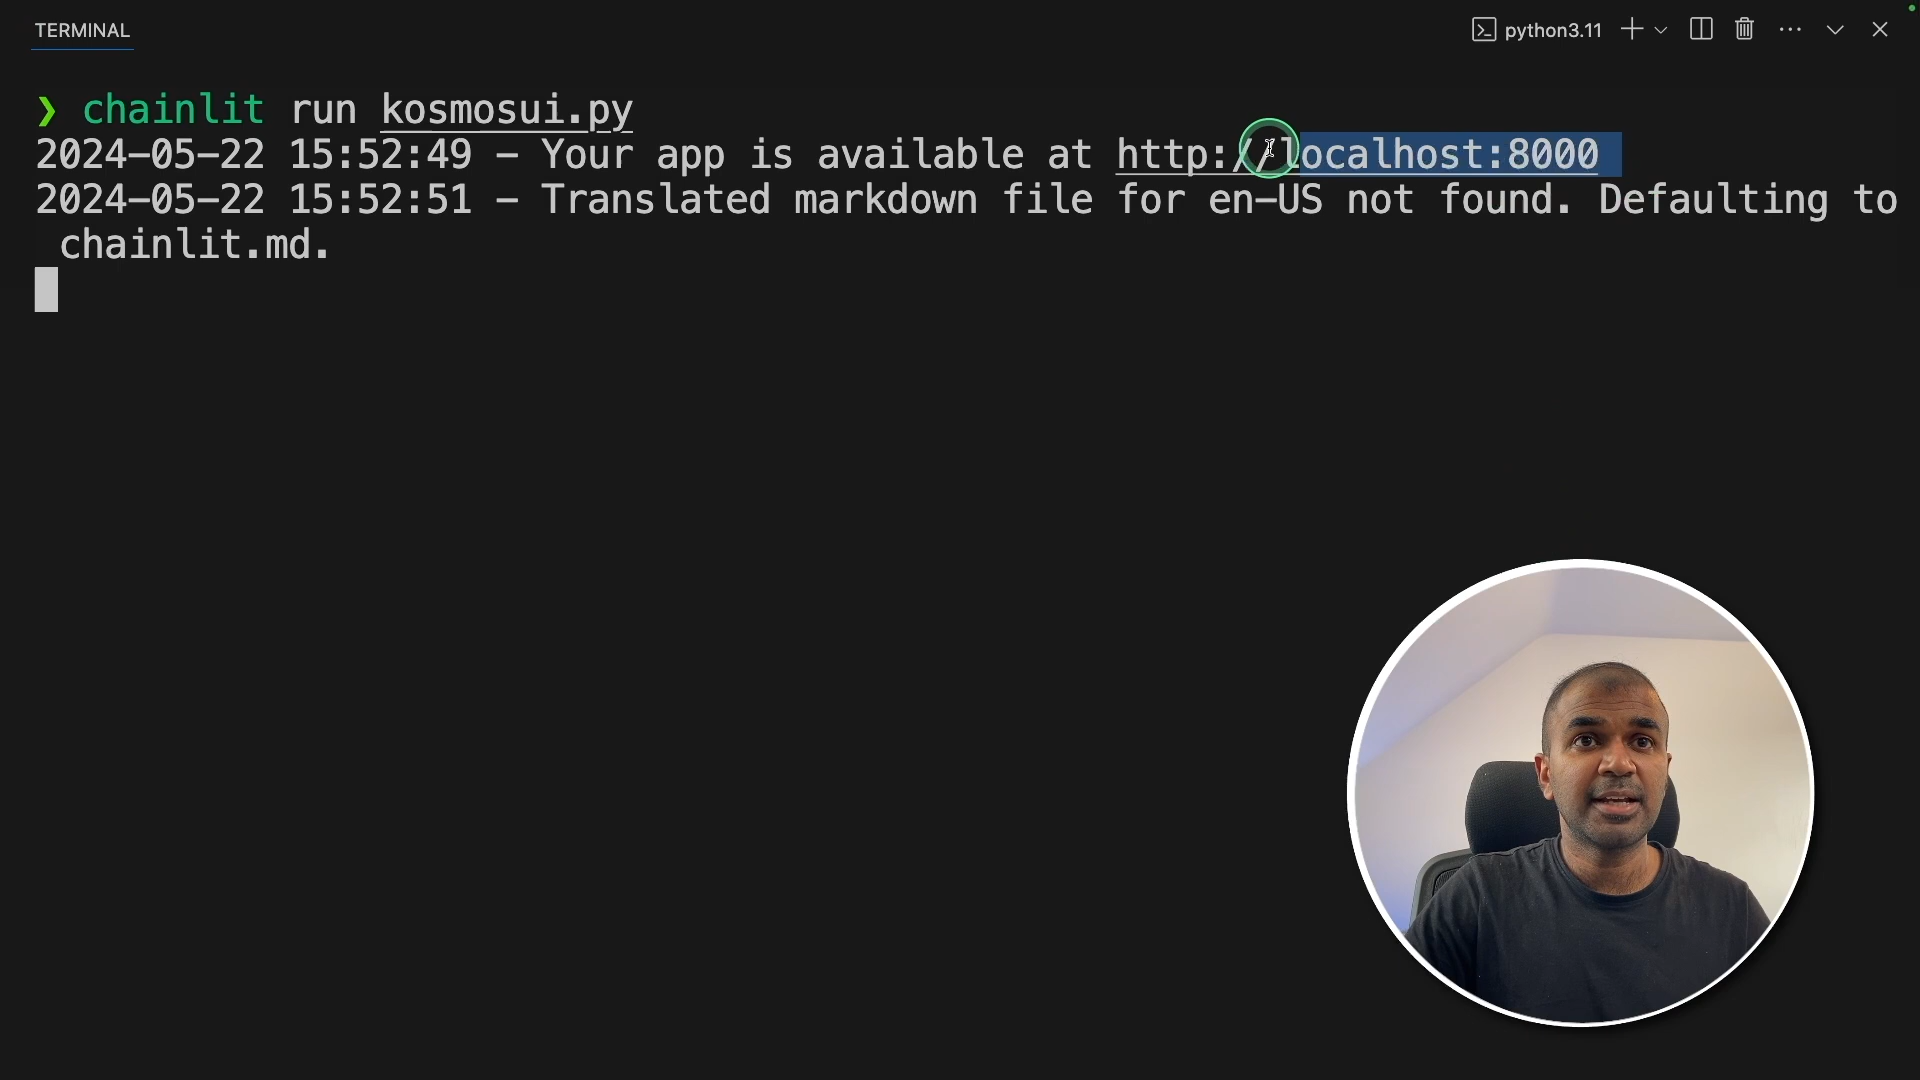 TERMINAL
python3.11
❯ chainlit run kosmosui.py
2024-05-22 15:52:49 - Your app is available at http://localhost:8000
2024-05-22 15:52:51 - Translated markdown file for en-US not found. Defaulting to
chainlit.md.